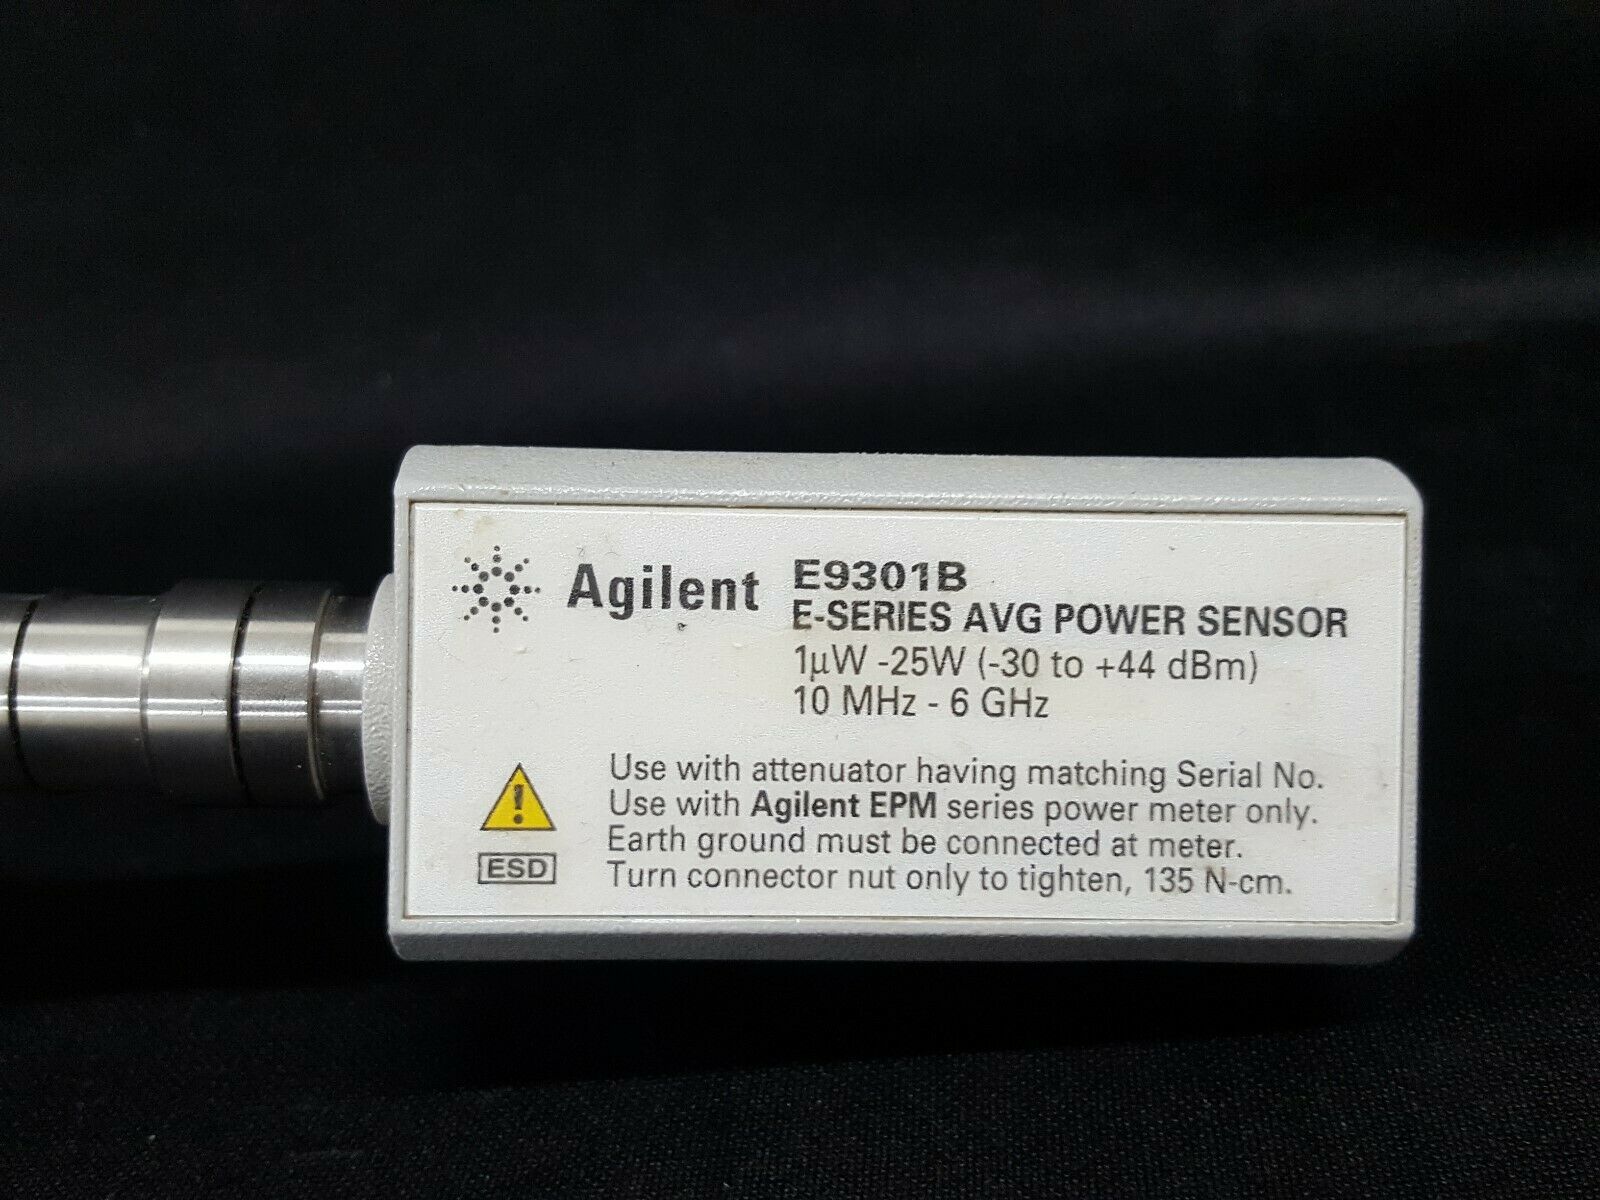 Agilent E9301B
E-SERIES AVG POWER SENSOR
1µW -25W (-30 to +44 dBm)
10 MHz - 6 GHz
Use with attenuator having matching Serial No.
Use with Agilent EPM series power meter only.
Earth ground must be connected at meter.
Turn connector nut only to tighten, 135 N-cm.
!
ESD